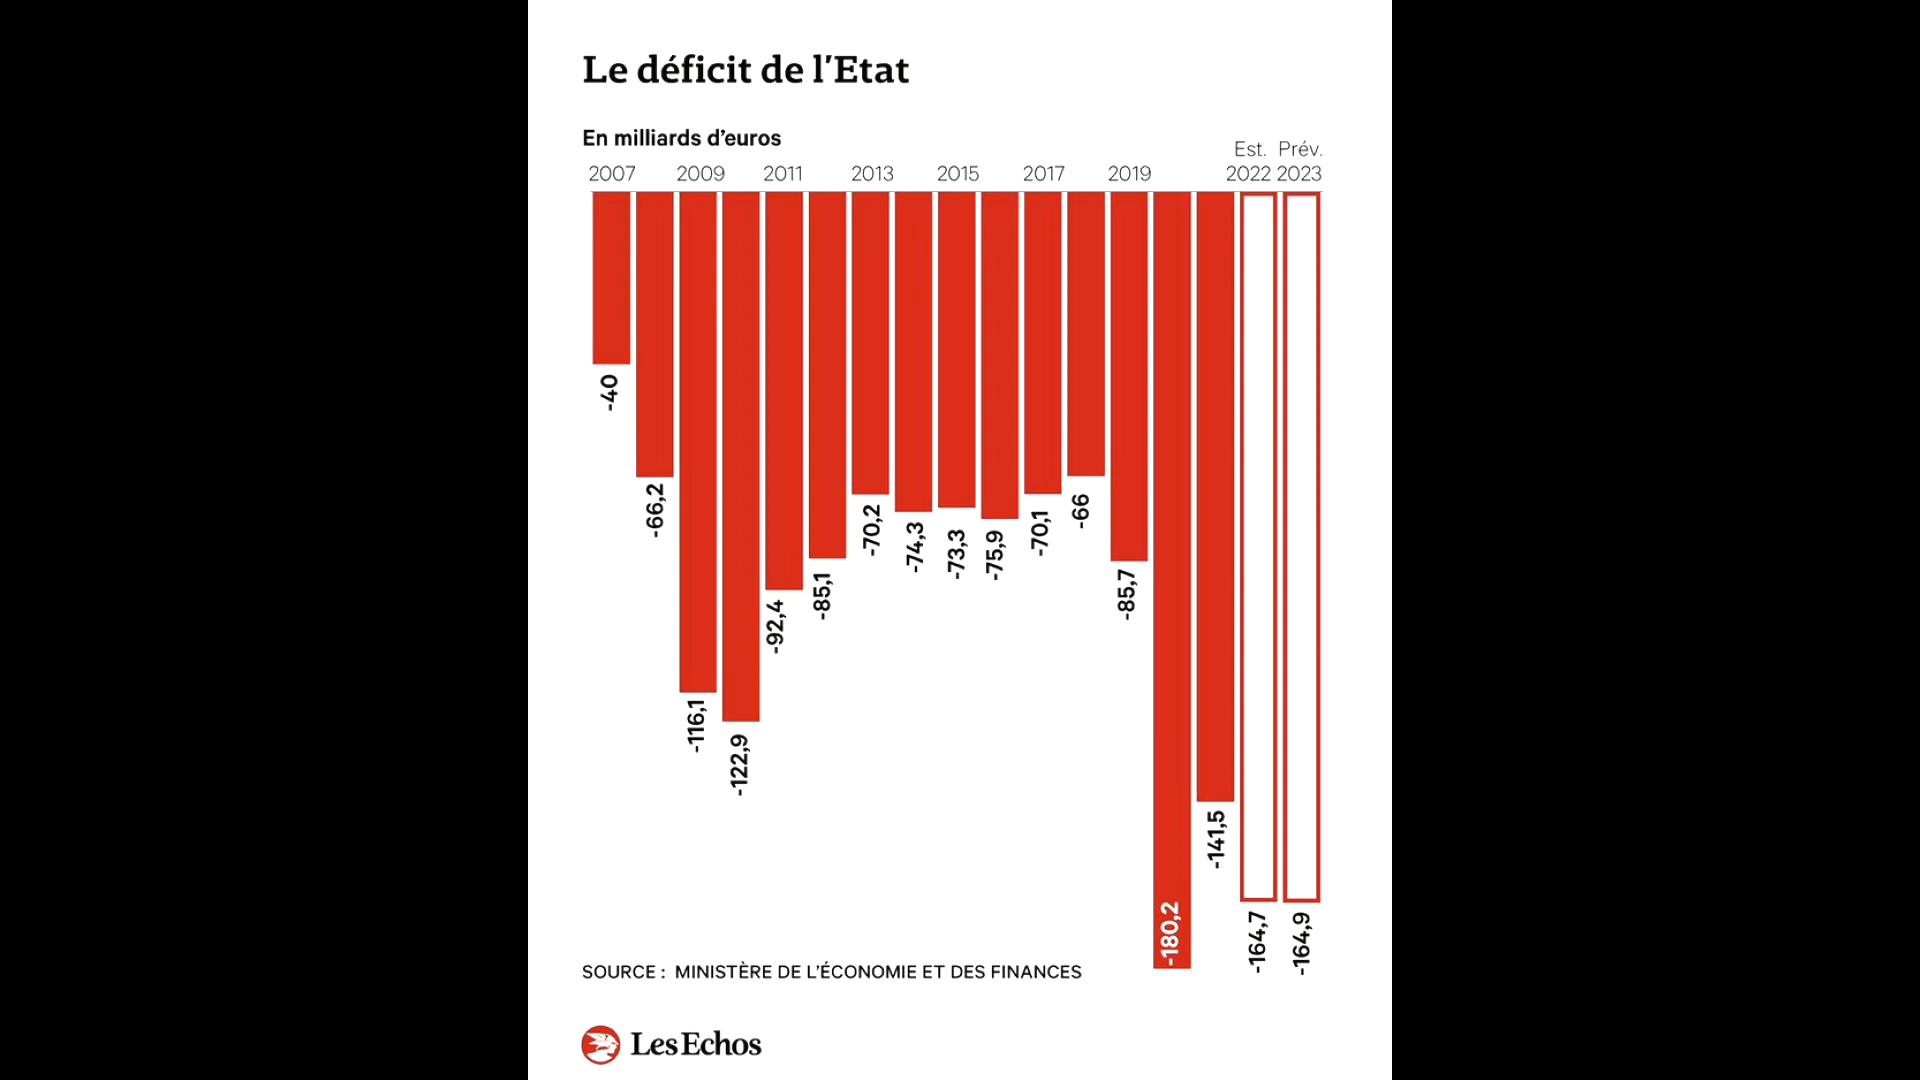 Le déficit de l'Etat
En milliards d'euros
Est. Prév.
2007 2009 2011 2013 2015 2017 2019 2022 2023
-40
-66,2
-116,1
-122,9
-92,4
-85,1
-70,2
-74,3
-73,3
-75,9
-70,1
-66
-85,7
-180,2
-141,5
-164,7
-164,9
SOURCE : MINISTÈRE DE L'ÉCONOMIE ET DES FINANCES
Les Echos